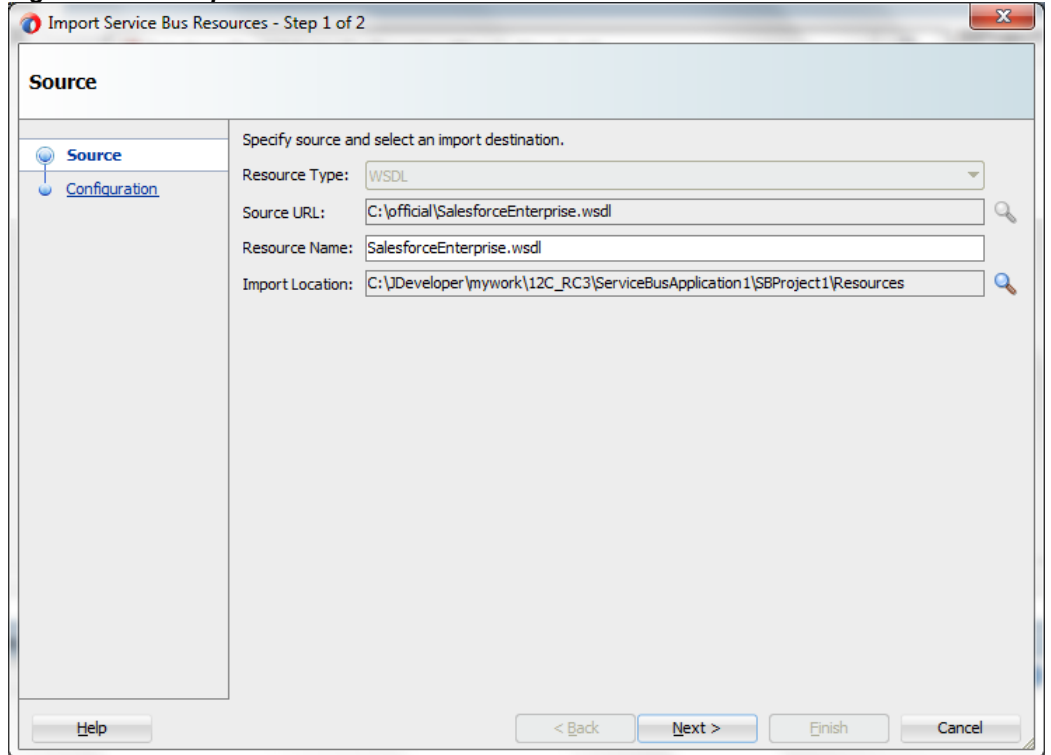 Import Service Bus Resources - Step 1 of 2
Source
Source
Configuration
Specify source and select an import destination.
Resource Type: WSDL
Source URL: C:\official\SalesforceEnterprise.wsdl
Resource Name: SalesforceEnterprise.wsdl
Import Location: C:\JDeveloper\mywork\12C_RC3\ServiceBusApplication1\SBProject1\Resources
Help
< Back
Next >
Finish
Cancel